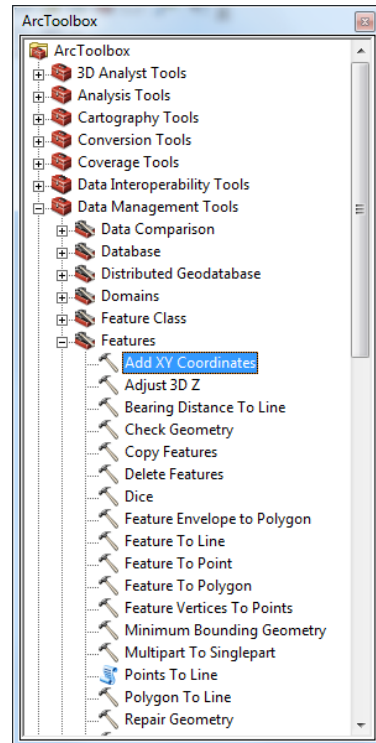 ArcToolbox
ArcToolbox
3D Analyst Tools
Analysis Tools
Cartography Tools
Conversion Tools
Coverage Tools
Data Interoperability Tools
Data Management Tools
Data Comparison
Database
Distributed Geodatabase
Domains
Feature Class
Features
Add XY Coordinates
Adjust 3D Z
Bearing Distance To Line
Check Geometry
Copy Features
Delete Features
Dice
Feature Envelope to Polygon
Feature To Line
Feature To Point
Feature To Polygon
Feature Vertices To Points
Minimum Bounding Geometry
Multipart To Singlepart
Points To Line
Polygon To Line
Repair Geometry